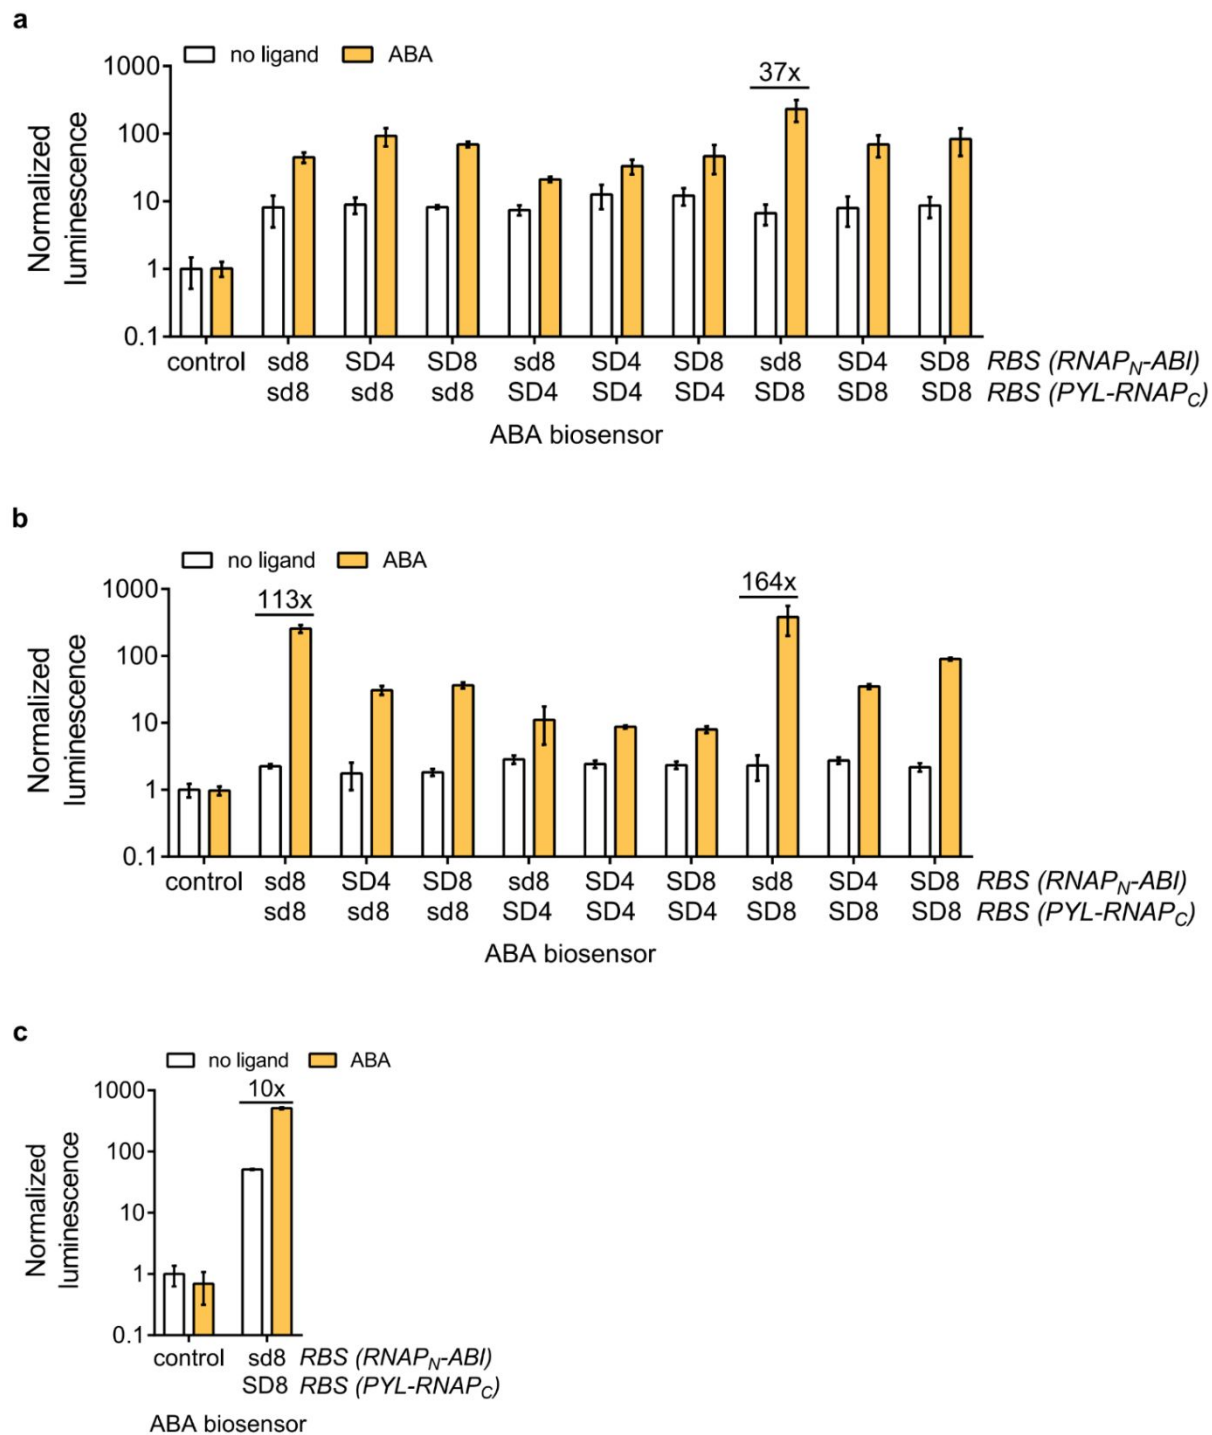 a
no ligand ABA
1000
100
10
1
0.1
Normalized
luminescence
37x
control sd8 SD4 SD8 sd8 SD4 SD8 sd8 SD4 SD8 RBS (RNAPN-ABI)
sd8 sd8 sd8 SD4 SD4 SD4 SD8 SD8 SD8 RBS (PYL-RNAPC)
ABA biosensor
b
no ligand ABA
1000
100
10
1
0.1
Normalized
luminescence
113x
164x
control sd8 SD4 SD8 sd8 SD4 SD8 sd8 SD4 SD8 RBS (RNAPN-ABI)
sd8 sd8 sd8 SD4 SD4 SD4 SD8 SD8 SD8 RBS (PYL-RNAPC)
ABA biosensor
c
no ligand ABA
1000
100
10
1
0.1
Normalized
luminescence
10x
control sd8 RBS (RNAPN-ABI)
SD8 RBS (PYL-RNAPC)
ABA biosensor